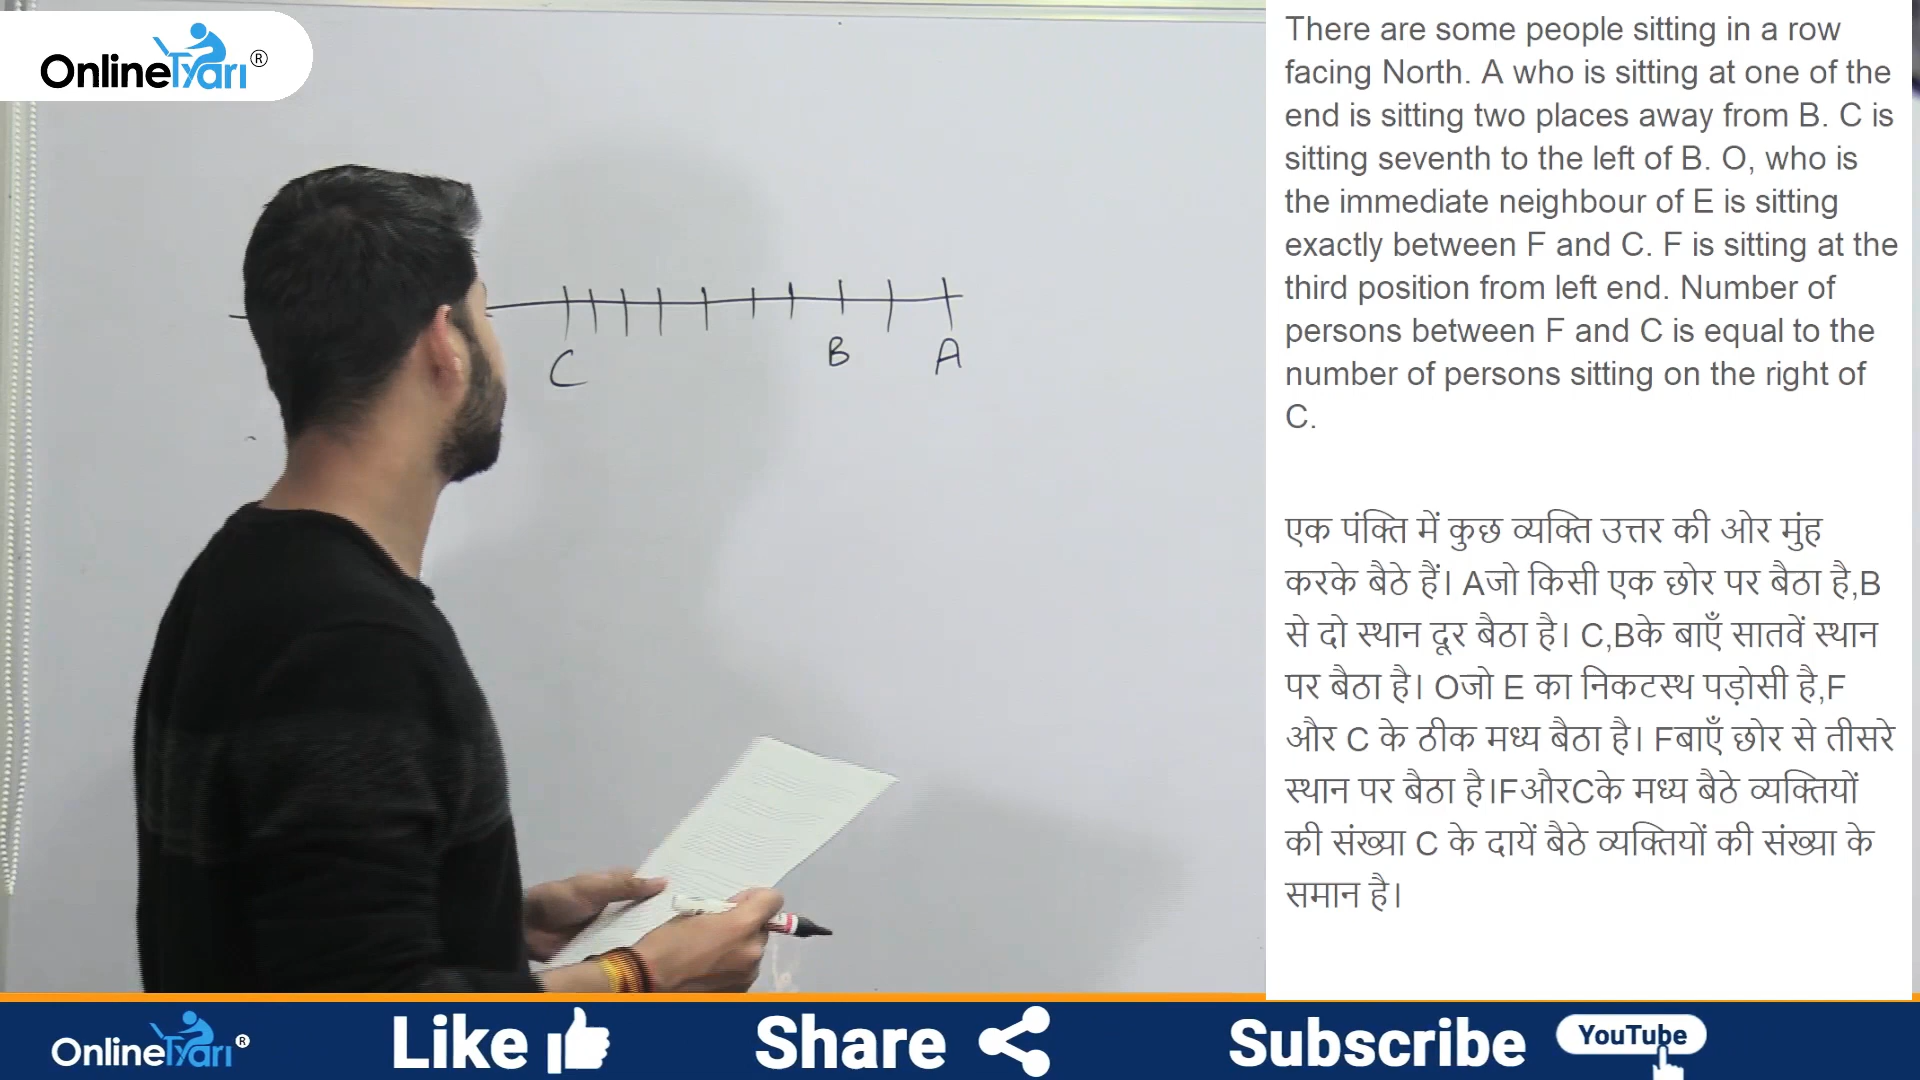 OnlineTyari ®
There are some people sitting in a row
facing North. A who is sitting at one of the
end is sitting two places away from B. C is
sitting seventh to the left of B. O, who is
the immediate neighbour of E is sitting
exactly between F and C. F is sitting at the
third position from left end. Number of
persons between F and C is equal to the
number of persons sitting on the right of
C.
C B A
एक पंक्ति में कुछ व्यक्ति उत्तर की ओर मुंह
करके बैठे हैं। Aजो किसी एक छोर पर बैठा है,B
से दो स्थान दूर बैठा है। C,Bके बाएँ सातवें स्थान
पर बैठा है। Oजो E का निकटस्थ पड़ोसी है,F
और C के ठीक मध्य बैठा है। Fबाएँ छोर से तीसरे
स्थान पर बैठा है।FऔरCके मध्य बैठे व्यक्तियों
की संख्या C के दायें बैठे व्यक्तियों की संख्या के
समान है।
OnlineTyari ® Like Share Subscribe YouTube